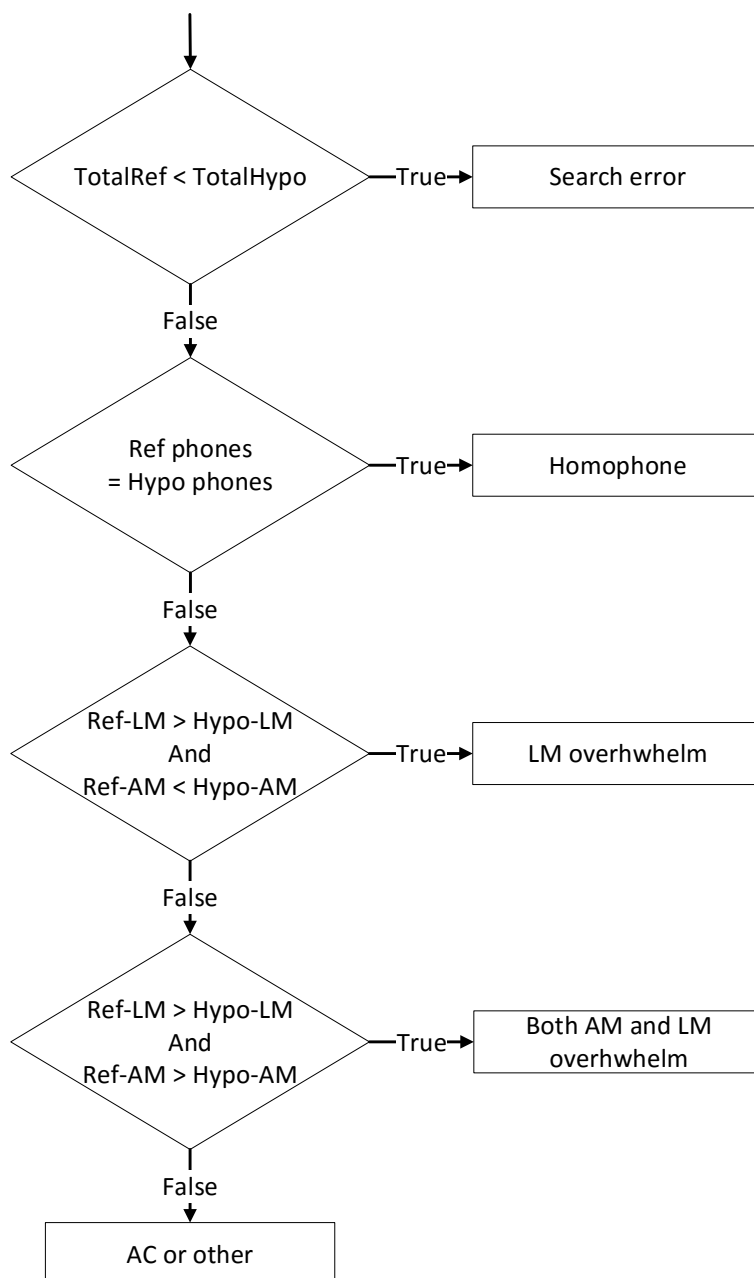 TotalRef < TotalHypo
True
Search error
False
Ref phones
= Hypo phones
True
Homophone
False
Ref-LM > Hypo-LM
And
Ref-AM < Hypo-AM
True
LM overhwhelm
False
Ref-LM > Hypo-LM
And
Ref-AM > Hypo-AM
True
Both AM and LM
overhwhelm
False
AC or other